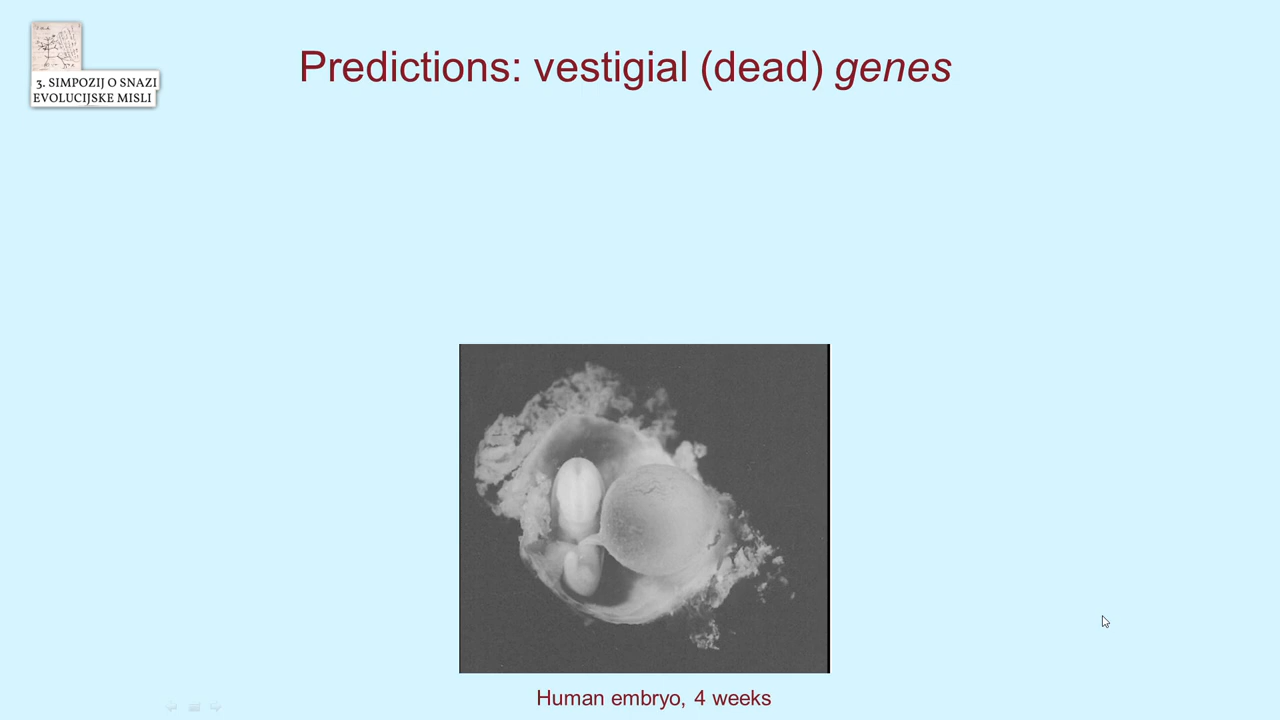 Predictions: vestigial (dead) genes
3. SIMPOZIJ O SNAZI
EVOLUCIJSKE MISLI
Human embryo, 4 weeks